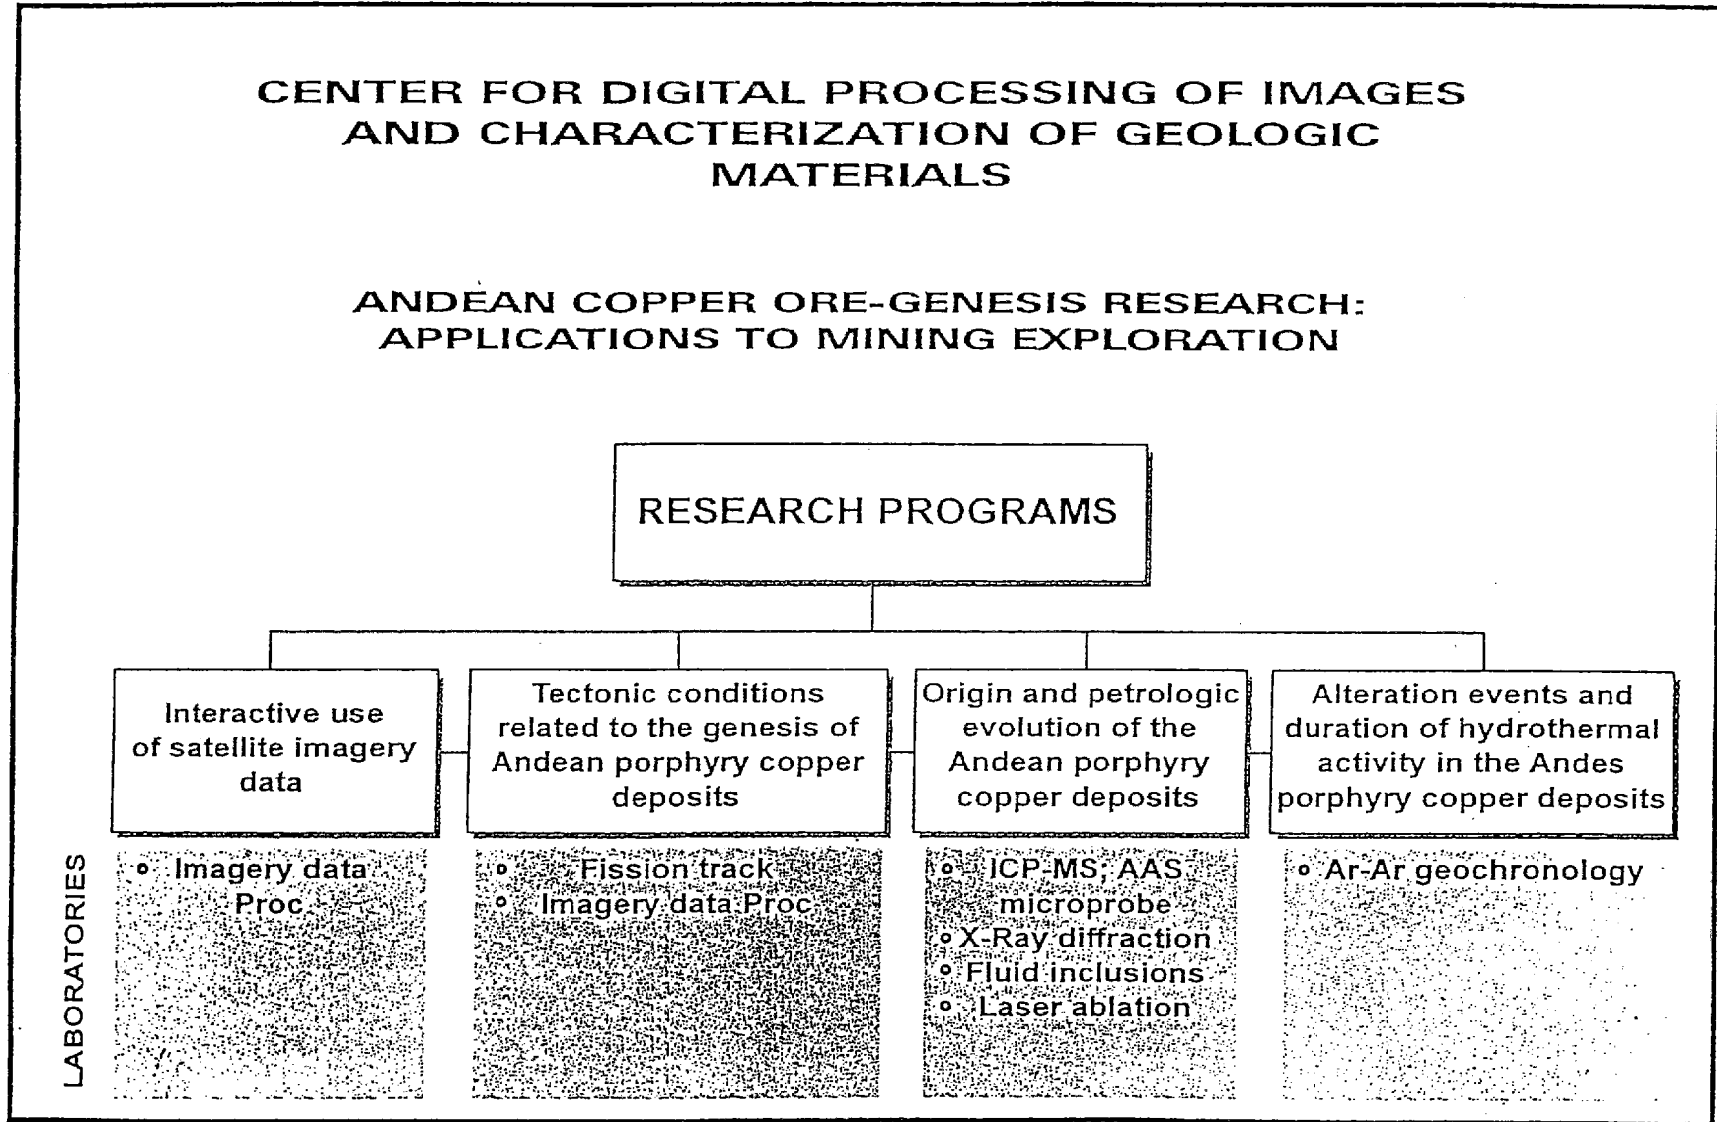 CENTER FOR DIGITAL PROCESSING OF IMAGES
AND CHARACTERIZATION OF GEOLOGIC
MATERIALS
ANDEAN COPPER ORE-GENESIS RESEARCH:
APPLICATIONS TO MINING EXPLORATION
RESEARCH PROGRAMS
Interactive use
of satellite imagery
data
Tectonic conditions
related to the genesis of
Andean porphyry copper
deposits
Origin and petrologic
evolution of the
Andean porphyry
copper deposits
Alteration events and
duration of hydrothermal
activity in the Andes
porphyry copper deposits
LABORATORIES
° Imagery data
Proc
° Fission track
° Imagery data Proc
° ICP-MS; AAS
microprobe
° X-Ray diffraction
° Fluid inclusions
° Laser ablation
° Ar-Ar geochronology